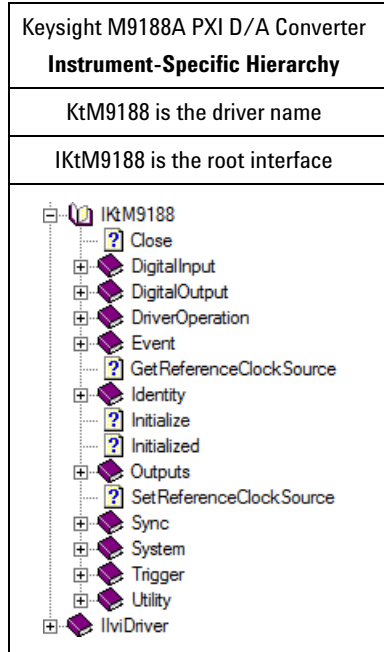 Keysight M9188A PXI D/A Converter
Instrument-Specific Hierarchy
KtM9188 is the driver name
IKtM9188 is the root interface
IKtM9188
Close
DigitalInput
DigitalOutput
DriverOperation
Event
GetReferenceClockSource
Identity
Initialize
Initialized
Outputs
SetReferenceClockSource
Sync
System
Trigger
Utility
IIviDriver